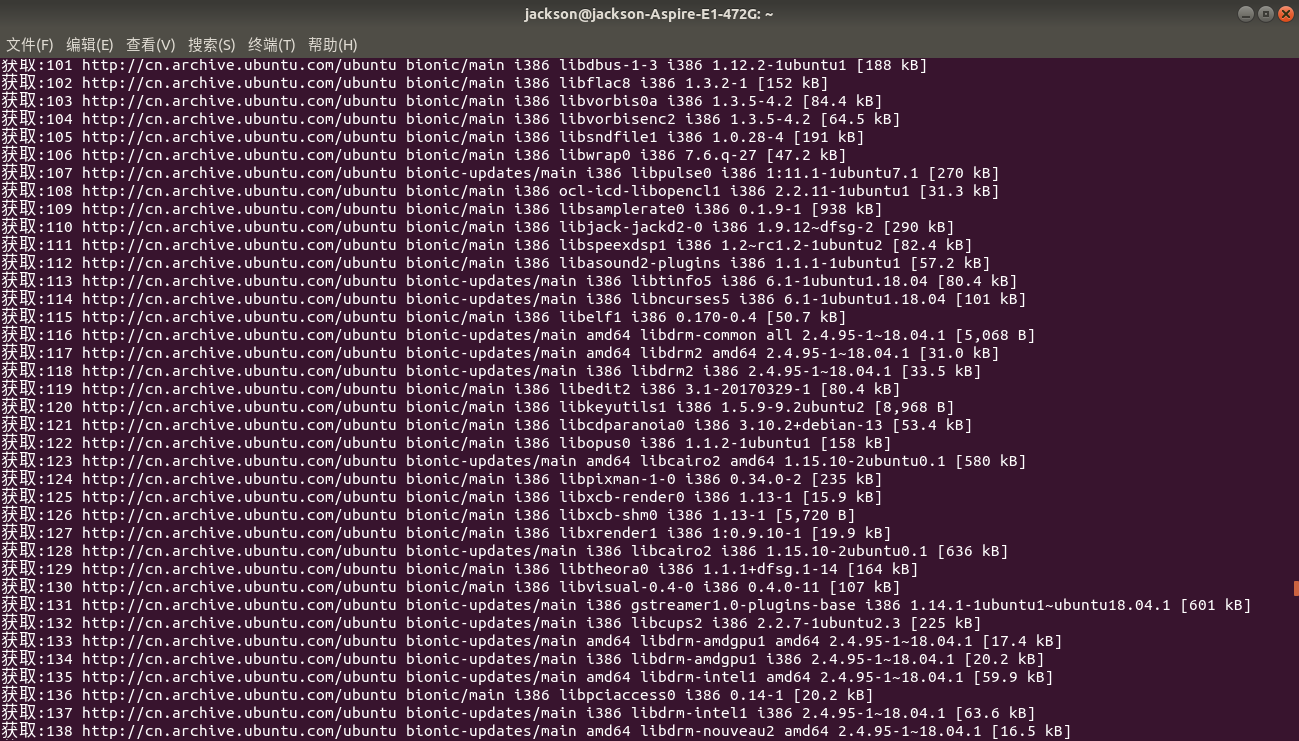 jackson@jackson-Aspire-E1-472G: ~
文件(F) 编辑(E) 查看(V) 搜索(S) 终端(T) 帮助(H)
获取:101 http://cn.archive.ubuntu.com/ubuntu bionic/main i386 libdbus-1-3 i386 1.12.2-1ubuntu1 [188 kB]
获取:102 http://cn.archive.ubuntu.com/ubuntu bionic/main i386 libflac8 i386 1.3.2-1 [152 kB]
获取:103 http://cn.archive.ubuntu.com/ubuntu bionic/main i386 libvorbis0a i386 1.3.5-4.2 [84.4 kB]
获取:104 http://cn.archive.ubuntu.com/ubuntu bionic/main i386 libvorbisenc2 i386 1.3.5-4.2 [64.5 kB]
获取:105 http://cn.archive.ubuntu.com/ubuntu bionic/main i386 libsndfile1 i386 1.0.28-4 [191 kB]
获取:106 http://cn.archive.ubuntu.com/ubuntu bionic/main i386 libwrap0 i386 7.6.q-27 [47.2 kB]
获取:107 http://cn.archive.ubuntu.com/ubuntu bionic-updates/main i386 libpulse0 i386 1:11.1-1ubuntu7.1 [270 kB]
获取:108 http://cn.archive.ubuntu.com/ubuntu bionic/main i386 ocl-icd-libopencl1 i386 2.2.11-1ubuntu1 [31.3 kB]
获取:109 http://cn.archive.ubuntu.com/ubuntu bionic/main i386 libsamplerate0 i386 0.1.9-1 [938 kB]
获取:110 http://cn.archive.ubuntu.com/ubuntu bionic/main i386 libjack-jackd2-0 i386 1.9.12~dfsg-2 [290 kB]
获取:111 http://cn.archive.ubuntu.com/ubuntu bionic/main i386 libspeexdsp1 i386 1.2~rc1.2-1ubuntu2 [82.4 kB]
获取:112 http://cn.archive.ubuntu.com/ubuntu bionic/main i386 libasound2-plugins i386 1.1.1-1ubuntu1 [57.2 kB]
获取:113 http://cn.archive.ubuntu.com/ubuntu bionic-updates/main i386 libtinfo5 i386 6.1-1ubuntu1.18.04 [80.4 kB]
获取:114 http://cn.archive.ubuntu.com/ubuntu bionic-updates/main i386 libncurses5 i386 6.1-1ubuntu1.18.04 [101 kB]
获取:115 http://cn.archive.ubuntu.com/ubuntu bionic/main i386 libelf1 i386 0.170-0.4 [50.7 kB]
获取:116 http://cn.archive.ubuntu.com/ubuntu bionic-updates/main amd64 libdrm-common all 2.4.95-1~18.04.1 [5,068 B]
获取:117 http://cn.archive.ubuntu.com/ubuntu bionic-updates/main amd64 libdrm2 amd64 2.4.95-1~18.04.1 [31.0 kB]
获取:118 http://cn.archive.ubuntu.com/ubuntu bionic-updates/main i386 libdrm2 i386 2.4.95-1~18.04.1 [33.5 kB]
获取:119 http://cn.archive.ubuntu.com/ubuntu bionic/main i386 libedit2 i386 3.1-20170329-1 [80.4 kB]
获取:120 http://cn.archive.ubuntu.com/ubuntu bionic/main i386 libkeyutils1 i386 1.5.9-9.2ubuntu2 [8,968 B]
获取:121 http://cn.archive.ubuntu.com/ubuntu bionic/main i386 libcdparanoia0 i386 3.10.2+debian-13 [53.4 kB]
获取:122 http://cn.archive.ubuntu.com/ubuntu bionic/main i386 libopus0 i386 1.1.2-1ubuntu1 [158 kB]
获取:123 http://cn.archive.ubuntu.com/ubuntu bionic-updates/main amd64 libcairo2 amd64 1.15.10-2ubuntu0.1 [580 kB]
获取:124 http://cn.archive.ubuntu.com/ubuntu bionic/main i386 libpixman-1-0 i386 0.34.0-2 [235 kB]
获取:125 http://cn.archive.ubuntu.com/ubuntu bionic/main i386 libxcb-render0 i386 1.13-1 [15.9 kB]
获取:126 http://cn.archive.ubuntu.com/ubuntu bionic/main i386 libxcb-shm0 i386 1.13-1 [5,720 B]
获取:127 http://cn.archive.ubuntu.com/ubuntu bionic/main i386 libxrender1 i386 1:0.9.10-1 [19.9 kB]
获取:128 http://cn.archive.ubuntu.com/ubuntu bionic-updates/main i386 libcairo2 i386 1.15.10-2ubuntu0.1 [636 kB]
获取:129 http://cn.archive.ubuntu.com/ubuntu bionic/main i386 libtheora0 i386 1.1.1+dfsg.1-14 [164 kB]
获取:130 http://cn.archive.ubuntu.com/ubuntu bionic/main i386 libvisual-0.4-0 i386 0.4.0-11 [107 kB]
获取:131 http://cn.archive.ubuntu.com/ubuntu bionic-updates/main i386 gstreamer1.0-plugins-base i386 1.14.1-1ubuntu1~ubuntu18.04.1 [601 kB]
获取:132 http://cn.archive.ubuntu.com/ubuntu bionic-updates/main i386 libcups2 i386 2.2.7-1ubuntu2.3 [225 kB]
获取:133 http://cn.archive.ubuntu.com/ubuntu bionic-updates/main amd64 libdrm-amdgpu1 amd64 2.4.95-1~18.04.1 [17.4 kB]
获取:134 http://cn.archive.ubuntu.com/ubuntu bionic-updates/main i386 libdrm-amdgpu1 i386 2.4.95-1~18.04.1 [20.2 kB]
获取:135 http://cn.archive.ubuntu.com/ubuntu bionic-updates/main amd64 libdrm-intel1 amd64 2.4.95-1~18.04.1 [59.9 kB]
获取:136 http://cn.archive.ubuntu.com/ubuntu bionic/main i386 libpciaccess0 i386 0.14-1 [20.2 kB]
获取:137 http://cn.archive.ubuntu.com/ubuntu bionic-updates/main i386 libdrm-intel1 i386 2.4.95-1~18.04.1 [63.6 kB]
获取:138 http://cn.archive.ubuntu.com/ubuntu bionic-updates/main amd64 libdrm-nouveau2 amd64 2.4.95-1~18.04.1 [16.5 kB]